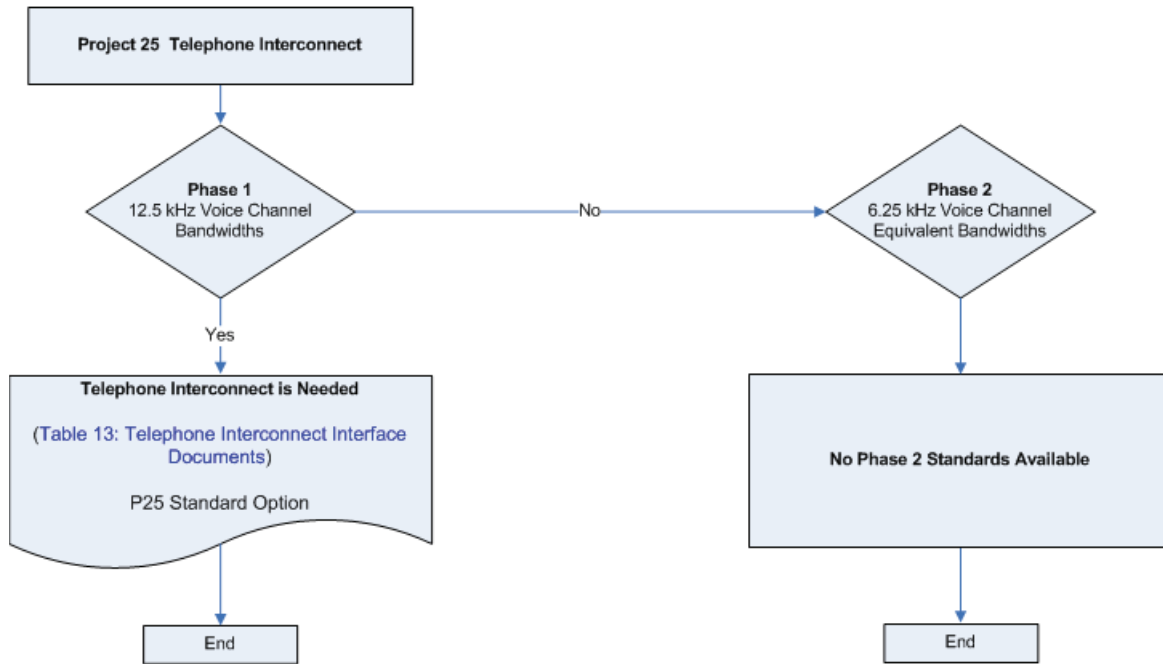 Project 25 Telephone Interconnect
Phase 1
12.5 kHz Voice Channel
Bandwidths
No
Phase 2
6.25 kHz Voice Channel
Equivalent Bandwidths
Yes
Telephone Interconnect is Needed
(Table 13: Telephone Interconnect Interface
Documents)
P25 Standard Option
No Phase 2 Standards Available
End
End